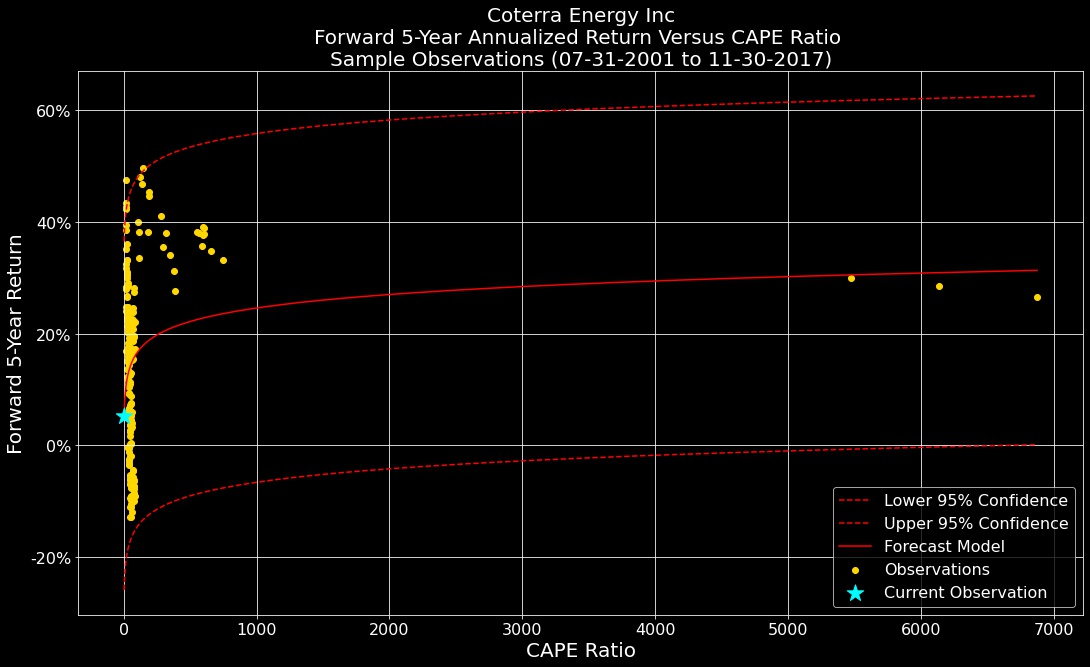 Coterra Energy Inc
Forward 5-Year Annualized Return Versus CAPE Ratio
Sample Observations (07-31-2001 to 11-30-2017)
Forward 5-Year Return
60%
40%
20%
0%
-20%
Lower 95% Confidence
Upper 95% Confidence
Forecast Model
Observations
Current Observation
0 1000 2000 3000 4000 5000 6000 7000
CAPE Ratio